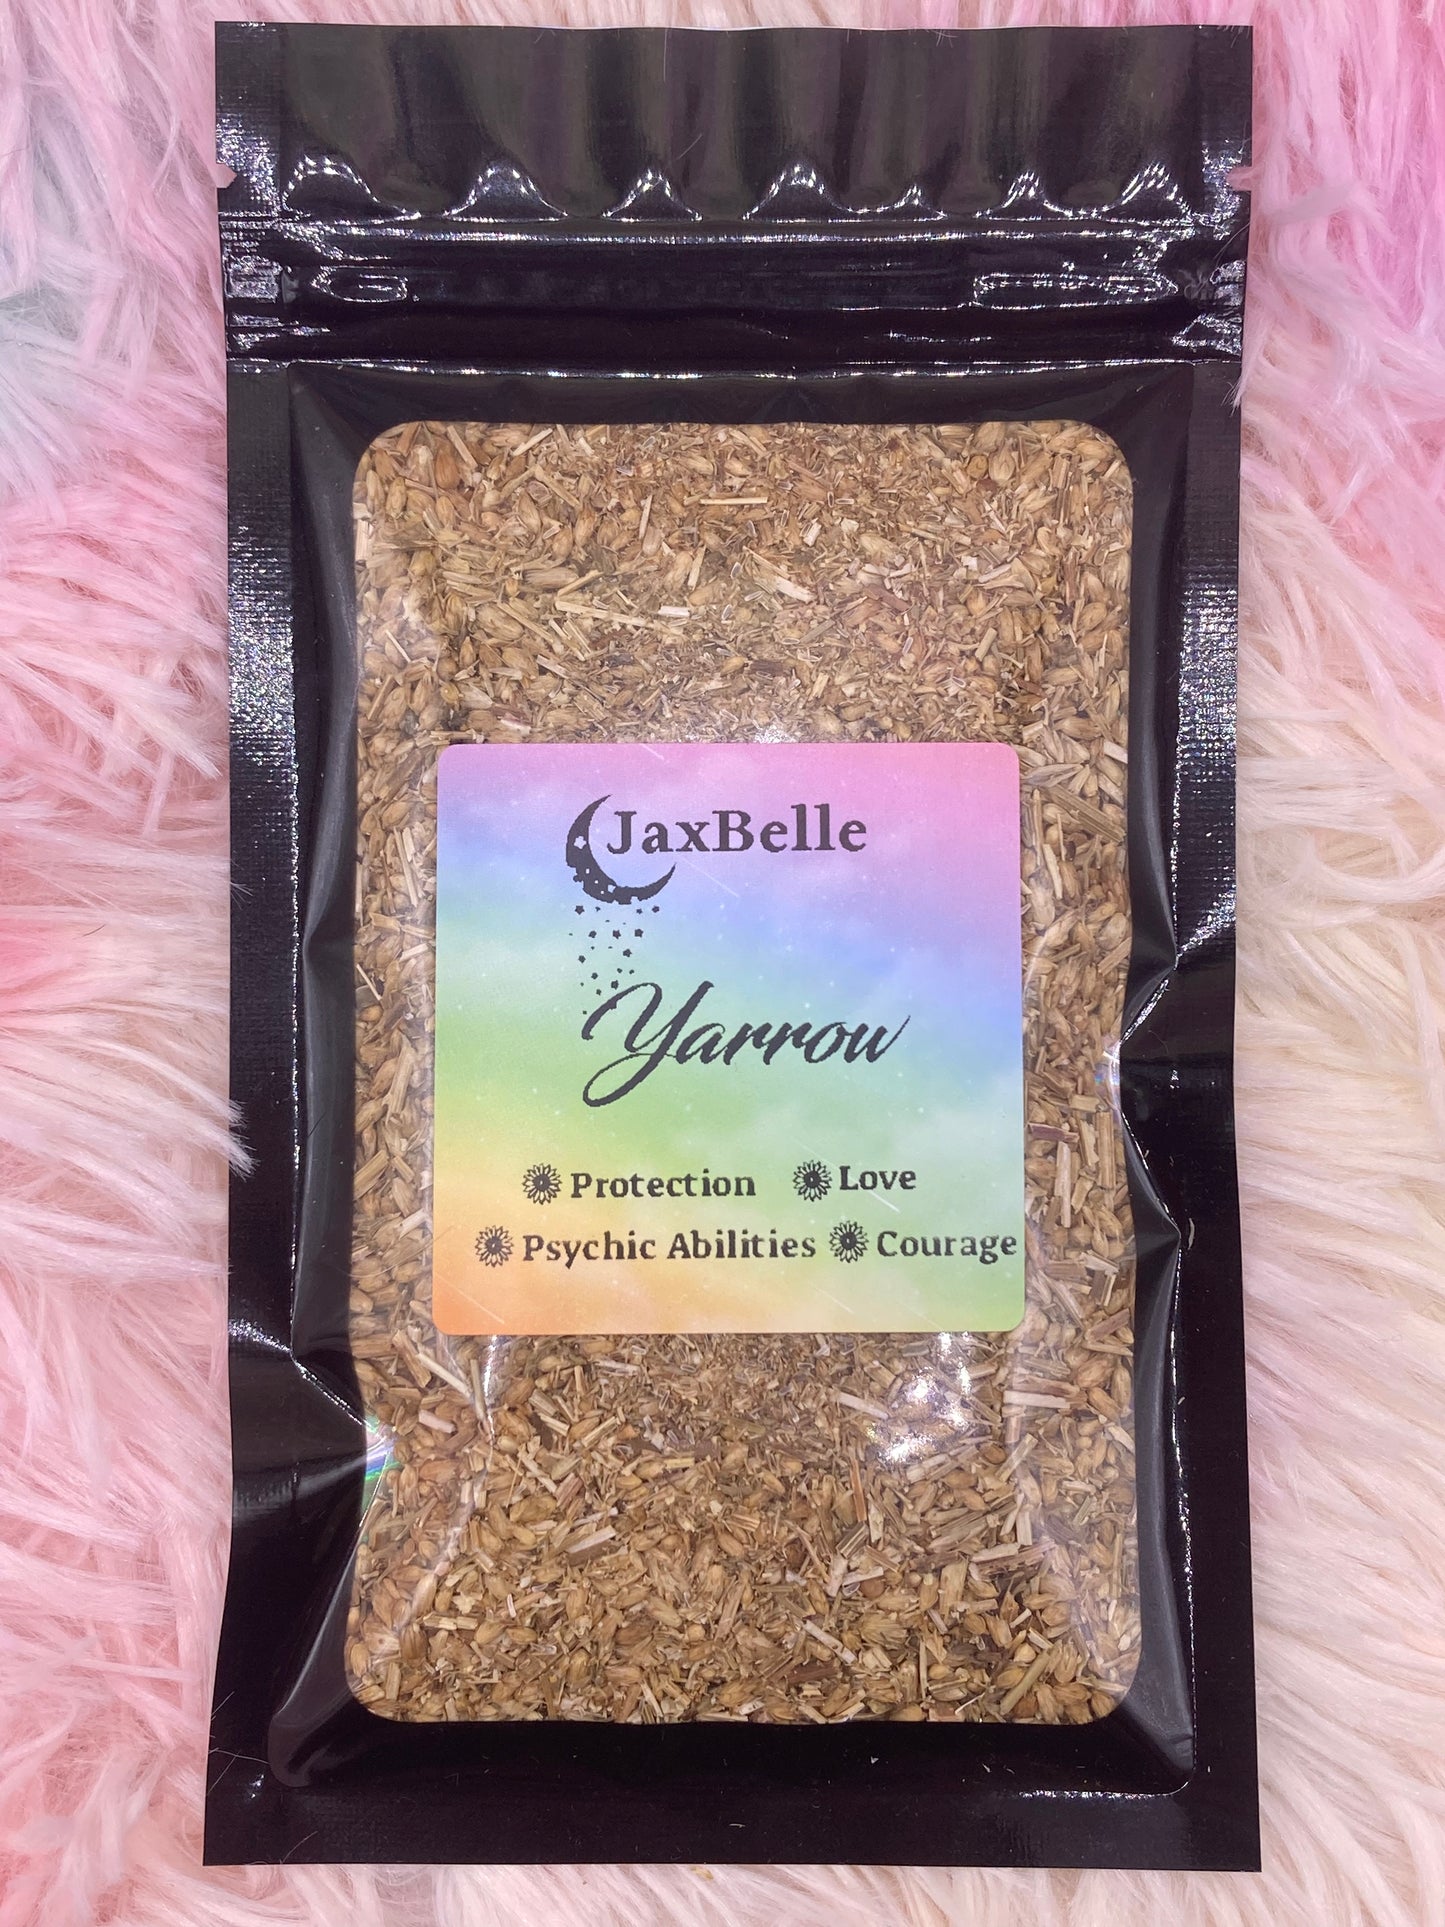 JaxBelle
Yarrow
Protection Love
Psychic Abilities Courage